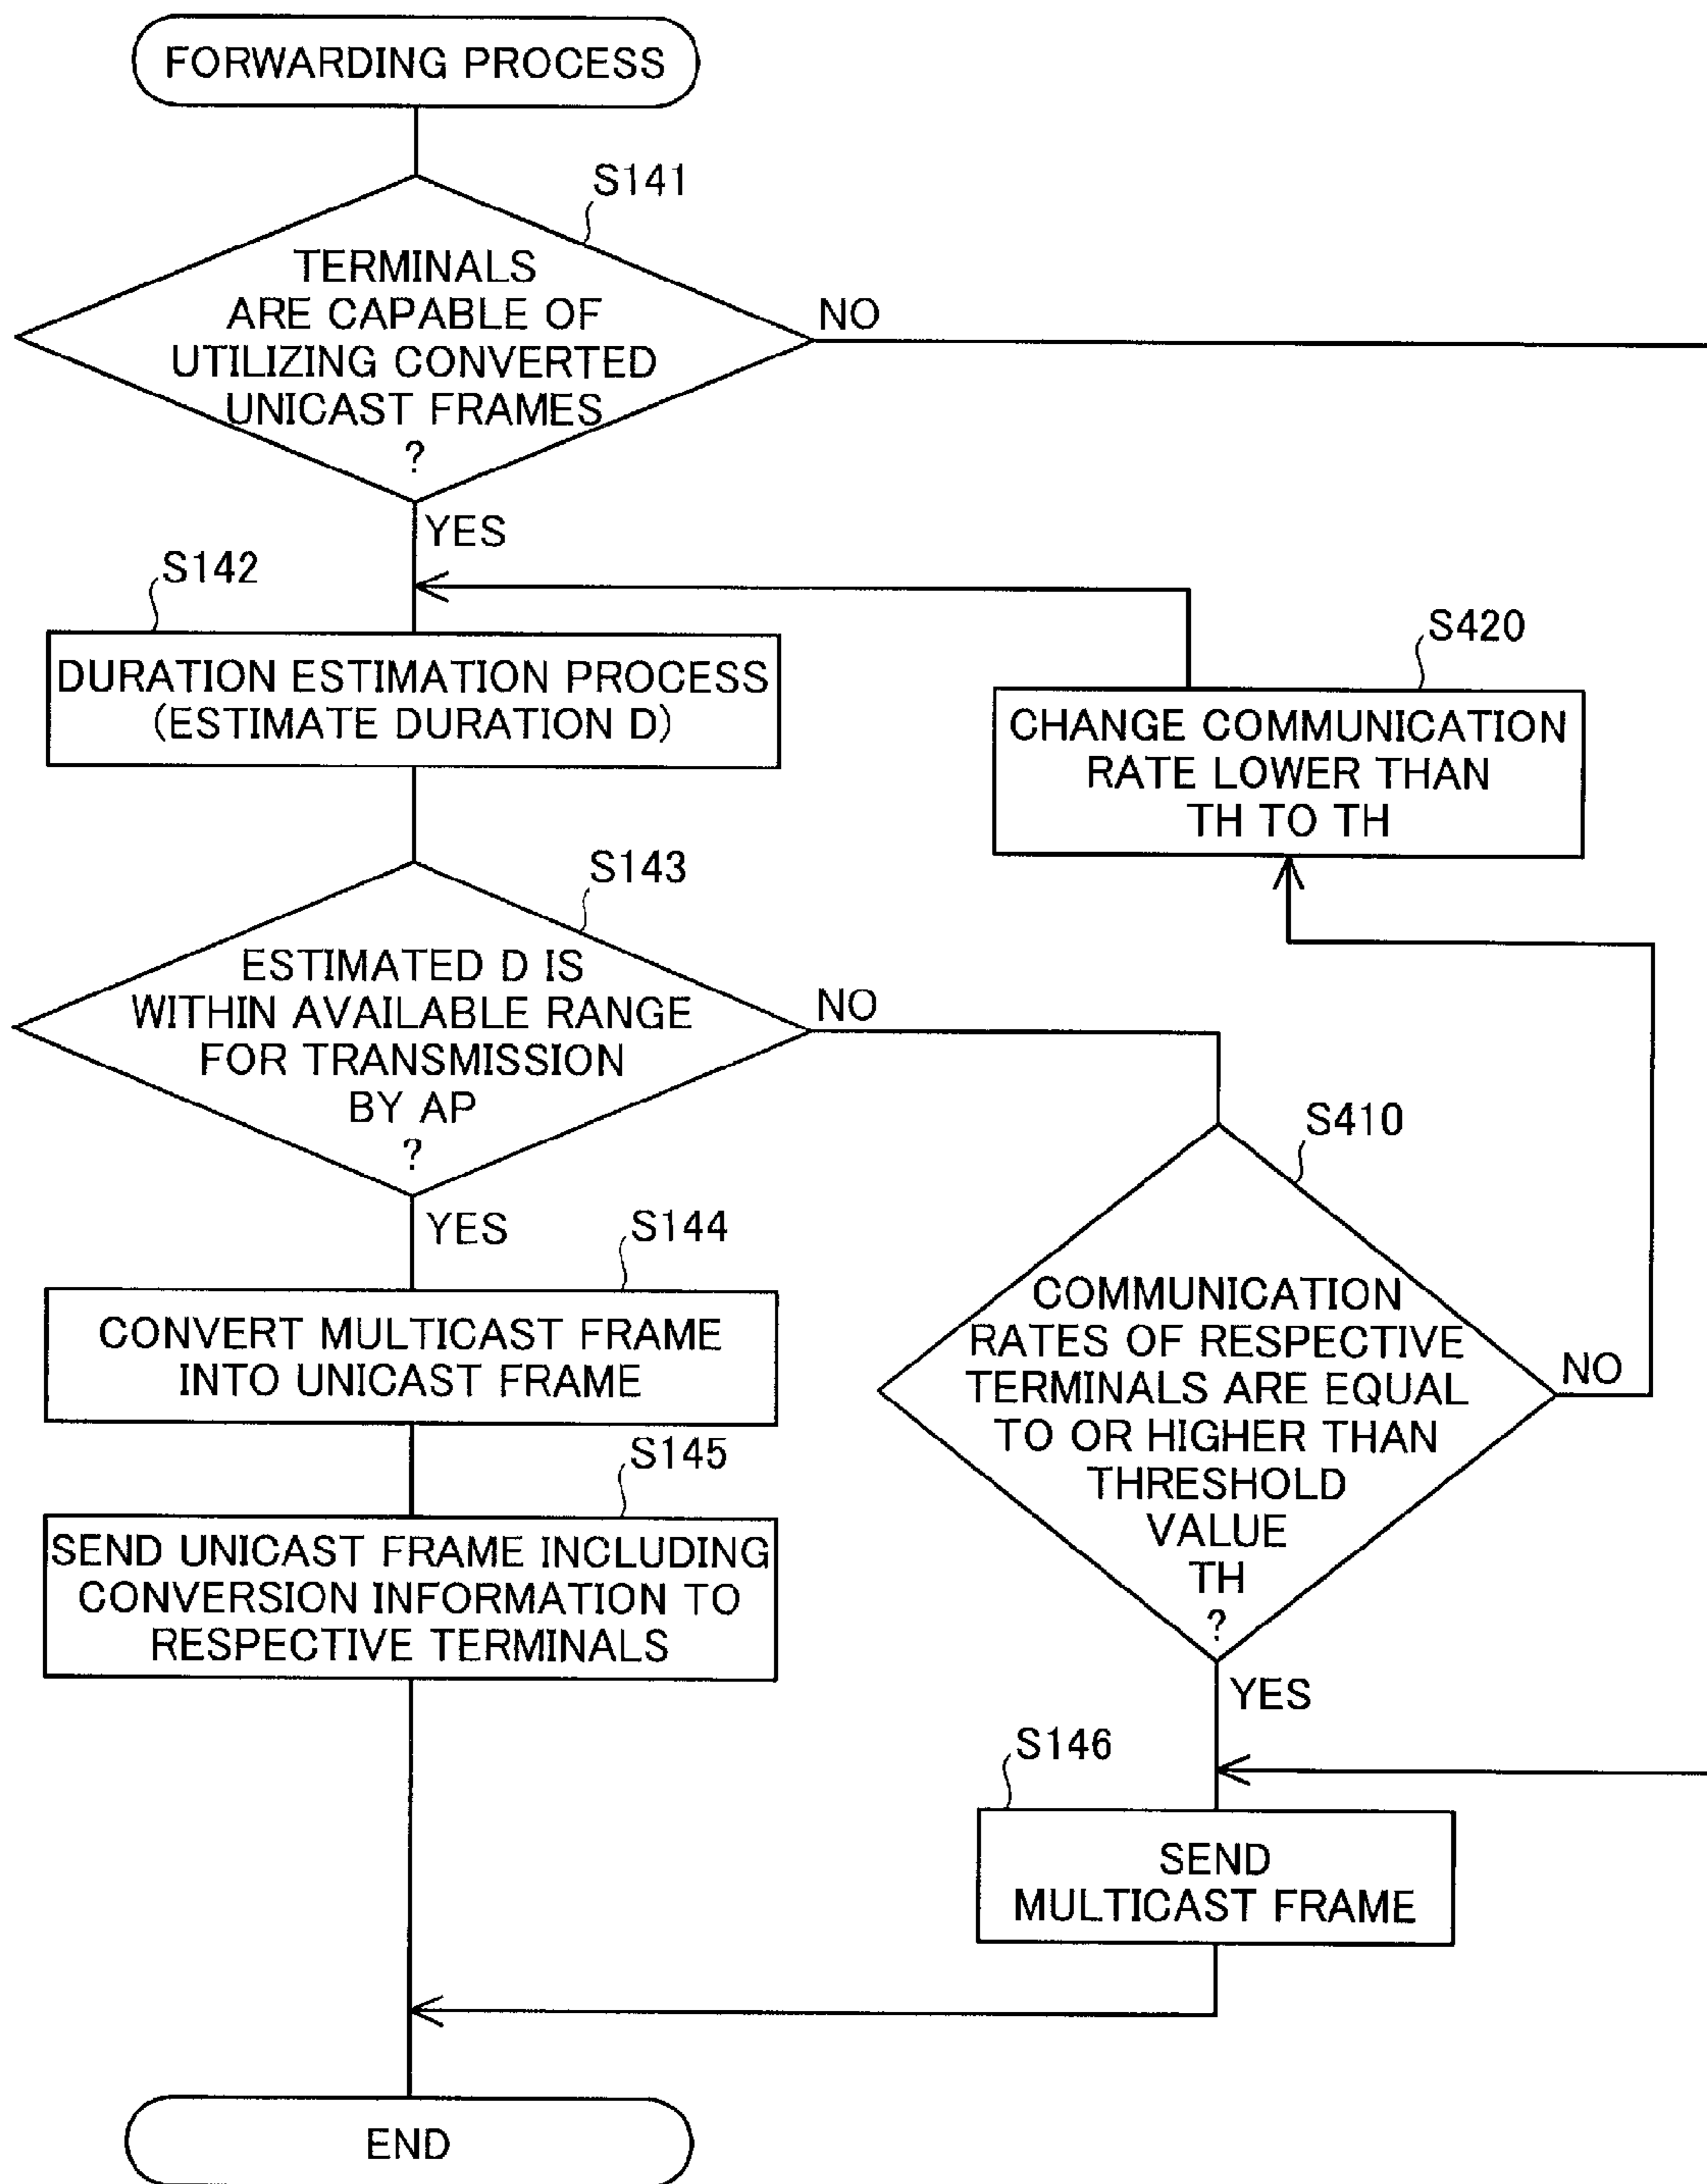 FORWARDING PROCESS
S141
TERMINALS
ARE CAPABLE OF
UTILIZING CONVERTED
UNICAST FRAMES
?
NO
YES
S142
DURATION ESTIMATION PROCESS
(ESTIMATE DURATION D)
S420
CHANGE COMMUNICATION
RATE LOWER THAN
TH TO TH
S143
ESTIMATED D IS
WITHIN AVAILABLE RANGE
FOR TRANSMISSION
BY AP
?
NO
YES
S410
COMMUNICATION
RATES OF RESPECTIVE
TERMINALS ARE EQUAL
TO OR HIGHER THAN
THRESHOLD
VALUE
TH
?
NO
YES
S144
CONVERT MULTICAST FRAME
INTO UNICAST FRAME
S145
SEND UNICAST FRAME INCLUDING
CONVERSION INFORMATION TO
RESPECTIVE TERMINALS
S146
SEND
MULTICAST FRAME
END